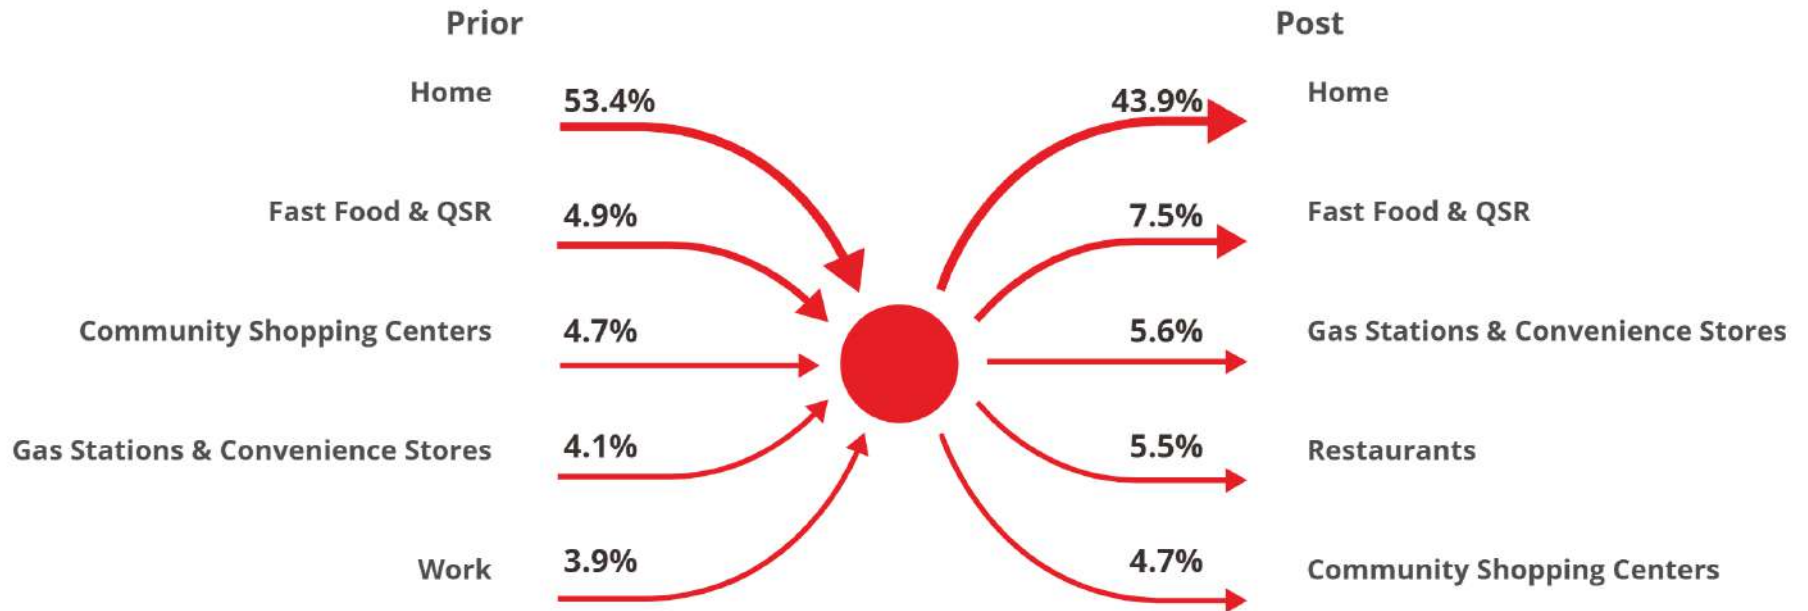 Prior
Post
Home
53.4%
43.9%
Home
Fast Food & QSR
4.9%
7.5%
Fast Food & QSR
Community Shopping Centers
4.7%
5.6%
Gas Stations & Convenience Stores
Gas Stations & Convenience Stores
4.1%
5.5%
Restaurants
Work
3.9%
4.7%
Community Shopping Centers